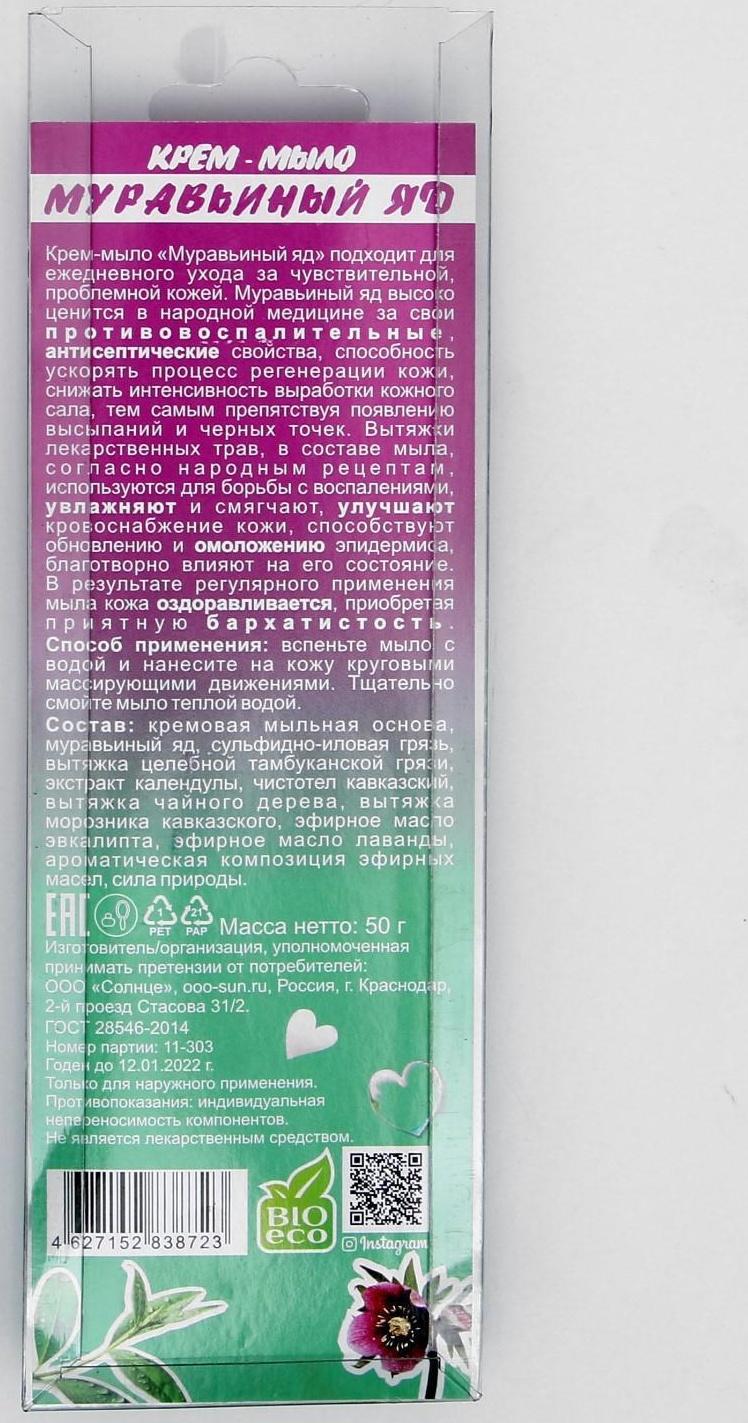 КРЕМ - МЫЛО
МУРАВЬИНЫЙ ЯД
Крем-мыло «Муравьиный яд» подходит для
ежедневного ухода за чувствительной,
проблемной кожей. Муравьиный яд высоко
ценится в народной медицине за свои
противовоспалительные,
антисептические свойства, способность
ускорять процесс регенерации кожи,
снижать интенсивность выработки кожного
сала, тем самым препятствуя появлению
высыпаний и черных точек. Вытяжки
лекарственных трав, в составе мыла,
согласно народным рецептам,
используются для борьбы с воспалениями,
увлажняют и смягчают, улучшают
кровоснабжение кожи, способствуют
обновлению и омоложению эпидермиса,
благотворно влияют на его состояние.
В результате регулярного применения
мыла кожа оздоравливается, приобретая
приятную бархатистость.
Способ применения: вспеньте мыло с
водой и нанесите на кожу круговыми
массирующими движениями. Тщательно
смойте мыло теплой водой.
Состав: кремовая мыльная основа,
муравьиный яд, сульфидно-иловая грязь,
вытяжка целебной тамбуканской грязи,
экстракт календулы, чистотел кавказский,
вытяжка чайного дерева, вытяжка
морозника кавказского, эфирное масло
эвкалипта, эфирное масло лаванды,
ароматическая композиция эфирных
масел, сила природы.
ЕАС 1 PET 21 PAP Масса нетто: 50 г
Изготовитель/организация, уполномоченная
принимать претензии от потребителей:
ООО «Солнце», ooo-sun.ru, Россия, г. Краснодар,
2-й проезд Стасова 31/2.
ГОСТ 28546-2014
Номер партии: 11-303
Годен до 12.01.2022 г.
Только для наружного применения.
Противопоказания: индивидуальная
непереносимость компонентов.
Не является лекарственным средством.
BIO
eco
4 627152 838723
Instagram